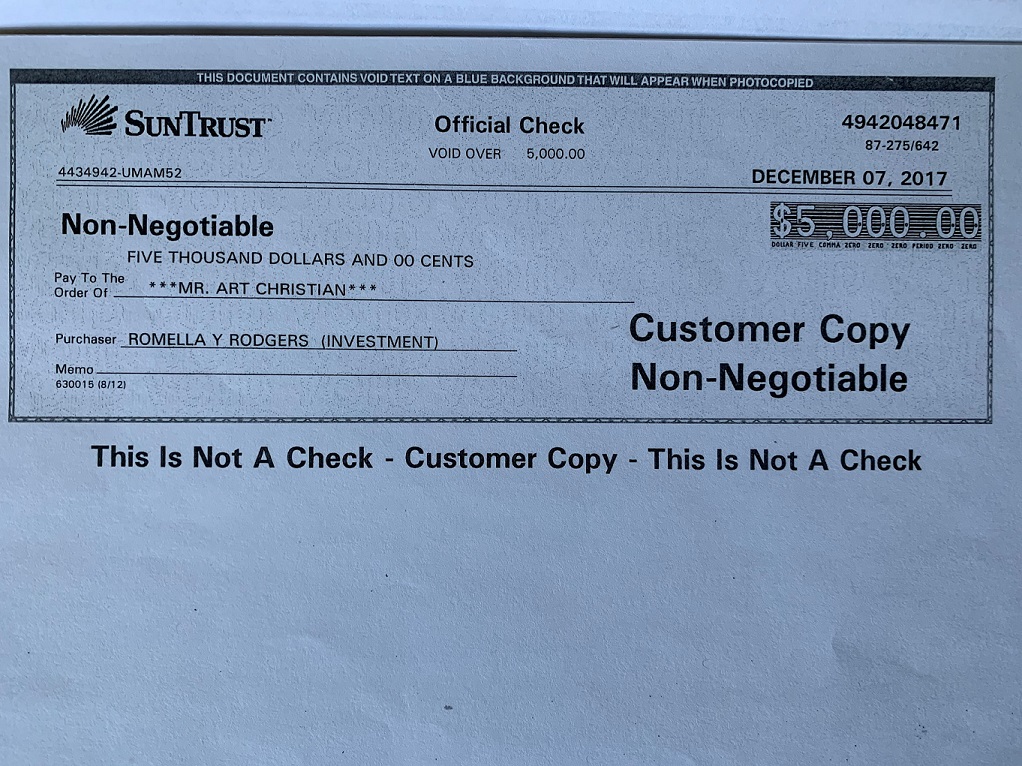 THIS DOCUMENT CONTAINS VOID TEXT ON A BLUE BACKGROUND THAT WILL APPEAR WHEN PHOTOCOPIED
SUNTRUST
Official Check
4942048471
VOID OVER 5,000.00
87-275/642
4434942-UMAM52
DECEMBER 07, 2017
Non-Negotiable
$5,000.00
DOLLAR FIVE COMMA ZERO ZERO ZERO PERIOD ZERO ZERO
FIVE THOUSAND DOLLARS AND 00 CENTS
Pay To The
Order Of ***MR. ART CHRISTIAN***
Customer Copy
Purchaser ROMELLA Y RODGERS (INVESTMENT)
Non-Negotiable
Memo
630015 (8/12)
This Is Not A Check - Customer Copy - This Is Not A Check